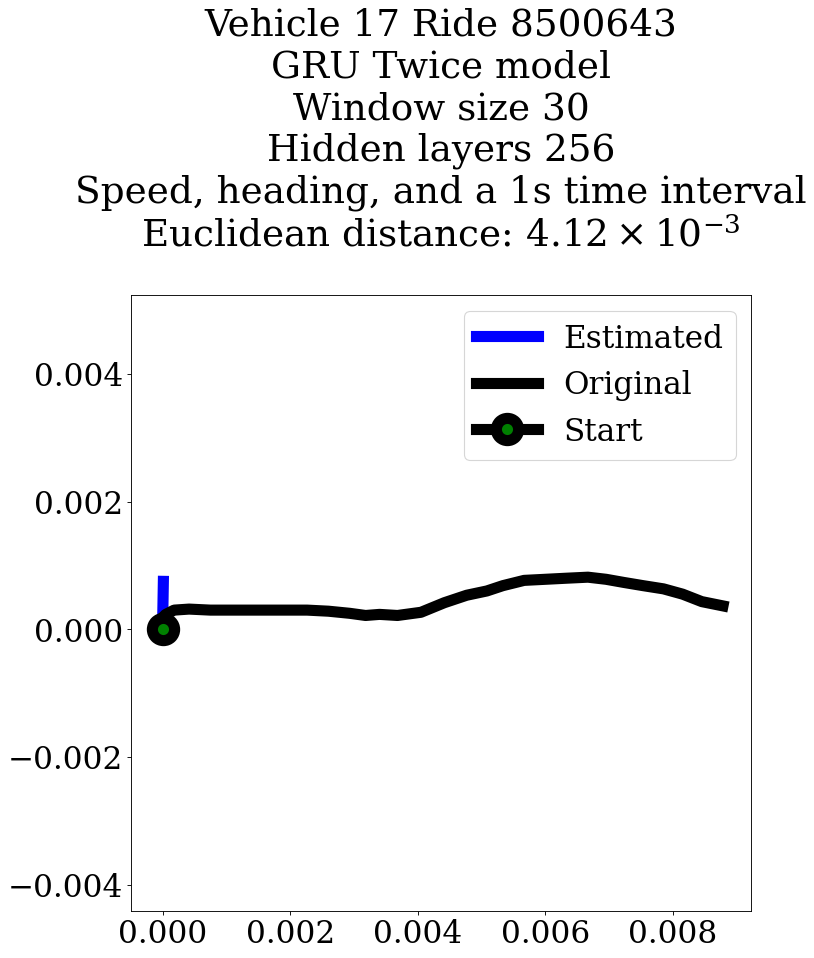 Vehicle 17 Ride 8500643
GRU Twice model
Window size 30
Hidden layers 256
Speed, heading, and a 1s time interval
Euclidean distance: 4.12 × 10⁻³
Estimated
Original
Start
0.004
0.002
0.000
−0.002
−0.004
0.000 0.002 0.004 0.006 0.008